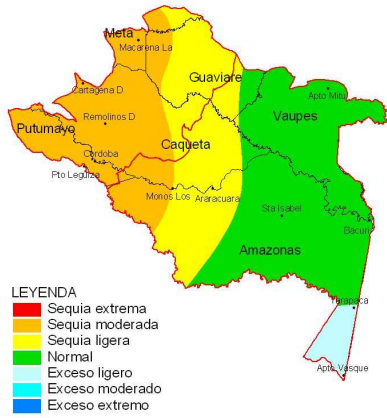 Meta
Macarena La
Guaviare
Cartagena D
Apto Mitu
Remolinos D
Vaupes
Putumayo
Caqueta
Cordoba
Pto Leguiza
Monos Los
Araracuara
Sta Isabel
Bacuri
Amazonas
LEYENDA
Sequia extrema
Sequia moderada
Sequia ligera
Normal
Exceso ligero
Exceso moderado
Exceso extremo
Tarapaca
Apto Vasque